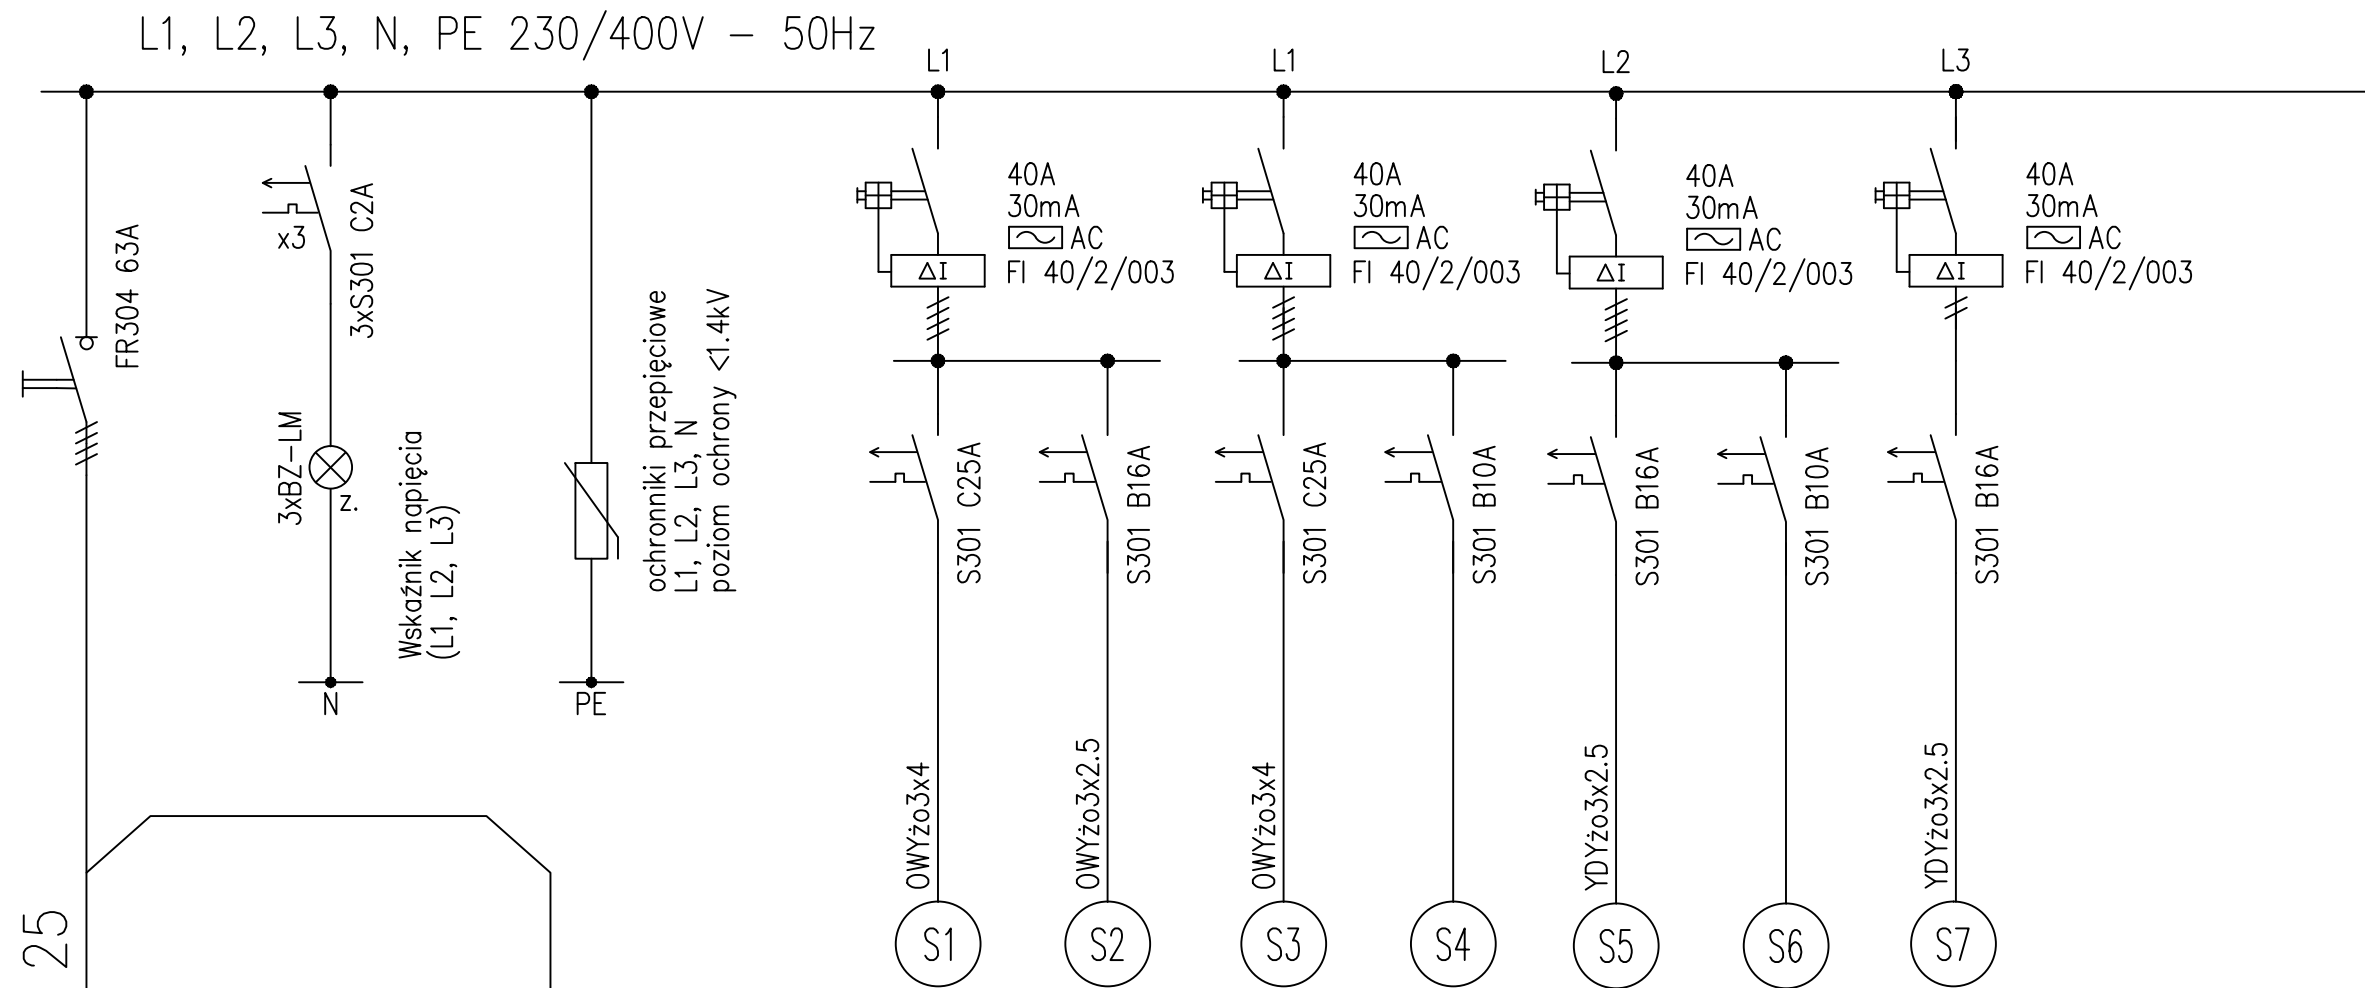 L1, L2, L3, N, PE 230/400V – 50Hz
L1
L1
L2
L3
FR304 63A
x3
3xS301 C2A
3xBZ-LM
z.
Wskaźnik napięcia
(L1, L2, L3)
N
ochronniki przepięciowe
L1, L2, L3, N
poziom ochrony <1.4kV
PE
40A
30mA
AC
FI 40/2/003
ΔI
40A
30mA
AC
FI 40/2/003
ΔI
40A
30mA
AC
FI 40/2/003
ΔI
40A
30mA
AC
FI 40/2/003
ΔI
S301 C25A
S301 B16A
S301 C25A
S301 B10A
S301 B16A
S301 B10A
S301 B16A
OWYżo3x4
OWYżo3x2.5
OWYżo3x4
YDYżo3x2.5
YDYżo3x2.5
25
S1
S2
S3
S4
S5
S6
S7